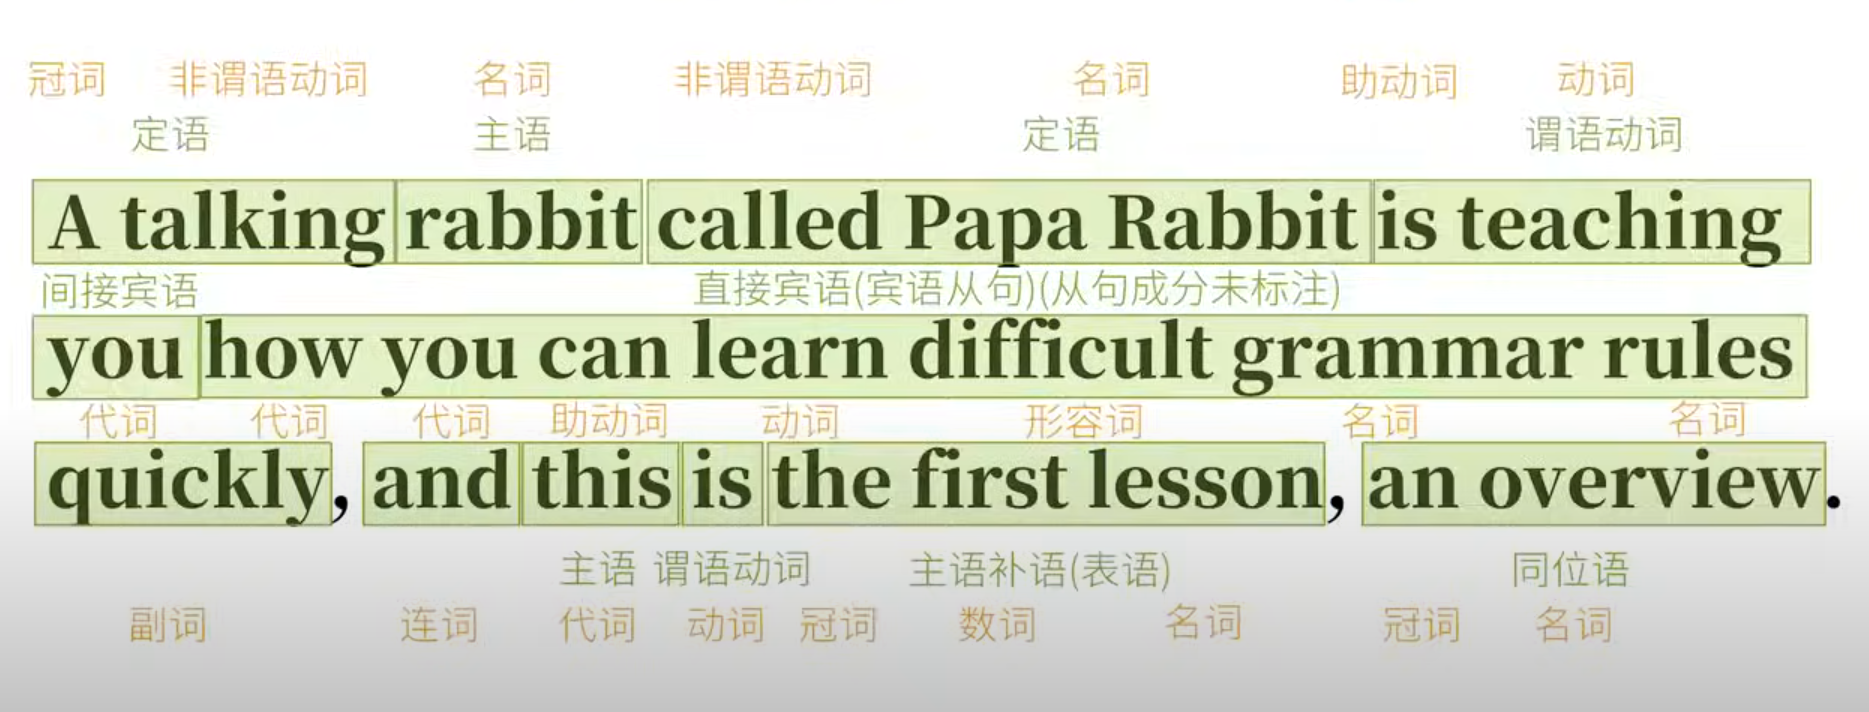 冠词 非谓语动词 名词 非谓语动词 名词 助动词 动词
定语 主语 定语 谓语动词
A talking rabbit called Papa Rabbit is teaching
间接宾语 直接宾语(宾语从句)(从句成分未标注)
you how you can learn difficult grammar rules
代词 代词 代词 助动词 动词 形容词 名词 名词
quickly, and this is the first lesson, an overview.
主语 谓语动词 主语补语(表语) 同位语
副词 连词 代词 动词 冠词 数词 名词 冠词 名词